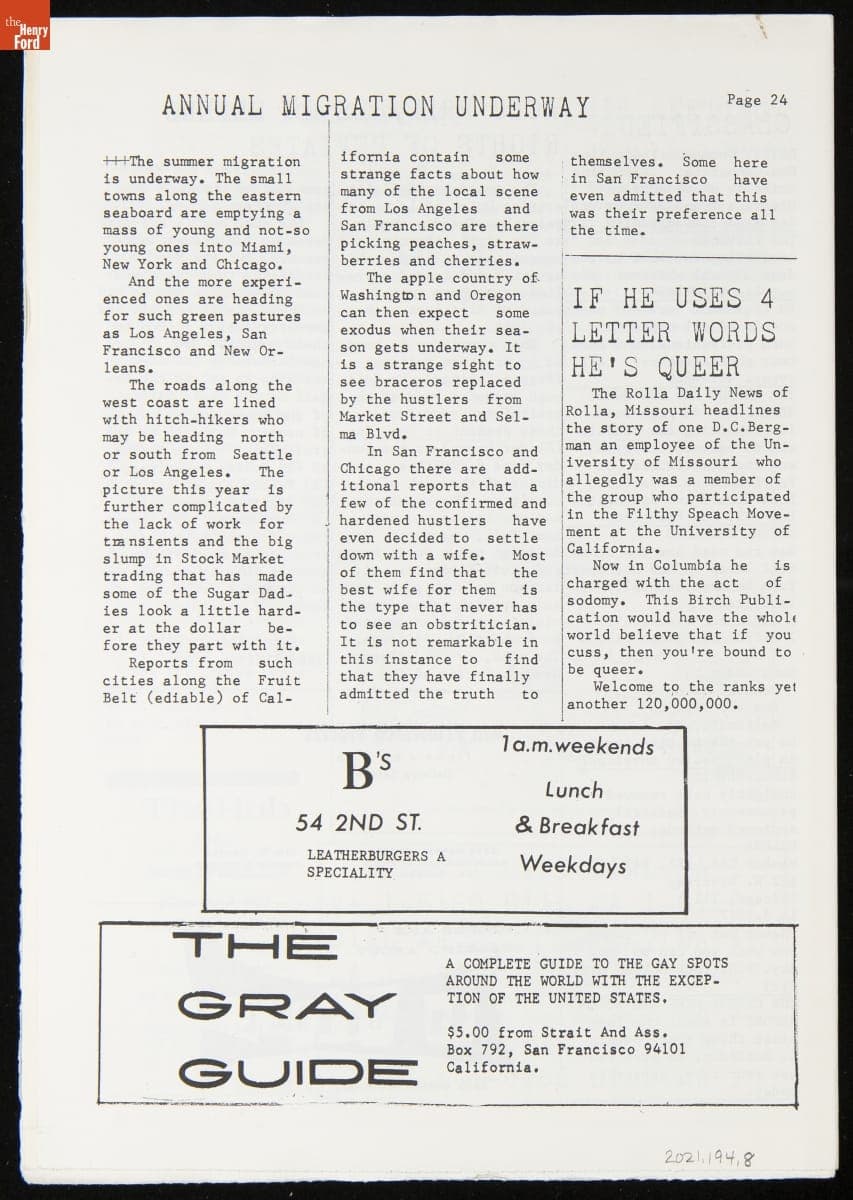 the
Henry
Ford
ANNUAL MIGRATION UNDERWAY
Page 24
+++The summer migration
is underway. The small
towns along the eastern
seaboard are emptying a
mass of young and not-so
young ones into Miami,
New York and Chicago.
And the more experi-
enced ones are heading
for such green pastures
as Los Angeles, San
Francisco and New Or-
leans.
The roads along the
west coast are lined
with hitch-hikers who
may be heading north
or south from Seattle
or Los Angeles. The
picture this year is
further complicated by
the lack of work for
transients and the big
slump in Stock Market
trading that has made
some of the Sugar Dad-
ies look a little hard-
er at the dollar be-
fore they part with it.
Reports from such
cities along the Fruit
Belt (ediable) of Cal-
ifornia contain some
strange facts about how
many of the local scene
from Los Angeles and
San Francisco are there
picking peaches, straw-
berries and cherries.
The apple country of
Washington and Oregon
can then expect some
exodus when their sea-
son gets underway. It
is a strange sight to
see braceros replaced
by the hustlers from
Market Street and Sel-
ma Blvd.
In San Francisco and
Chicago there are add-
itional reports that a
few of the confirmed and
hardened hustlers have
even decided to settle
down with a wife. Most
of them find that the
best wife for them is
the type that never has
to see an obstritician.
It is not remarkable in
this instance to find
that they have finally
admitted the truth to
themselves. Some here
in San Francisco have
even admitted that this
was their preference all
the time.
IF HE USES 4
LETTER WORDS
HE'S QUEER
The Rolla Daily News of
Rolla, Missouri headlines
the story of one D.C.Berg-
man an employee of the Un-
iversity of Missouri who
allegedly was a member of
the group who participated
in the Filthy Speach Move-
ment at the University of
California.
Now in Columbia he is
charged with the act of
sodomy. This Birch Publi-
cation would have the whole
world believe that if you
cuss, then you're bound to
be queer.
Welcome to the ranks yet
another 120,000,000.
B's
54 2ND ST.
LEATHERBURGERS A
SPECIALITY
1a.m.weekends
Lunch
& Breakfast
Weekdays
THE
GRAY
GUIDE
A COMPLETE GUIDE TO THE GAY SPOTS
AROUND THE WORLD WITH THE EXCEP-
TION OF THE UNITED STATES.
$5.00 from Strait And Ass.
Box 792, San Francisco 94101
California.
2021.194.8